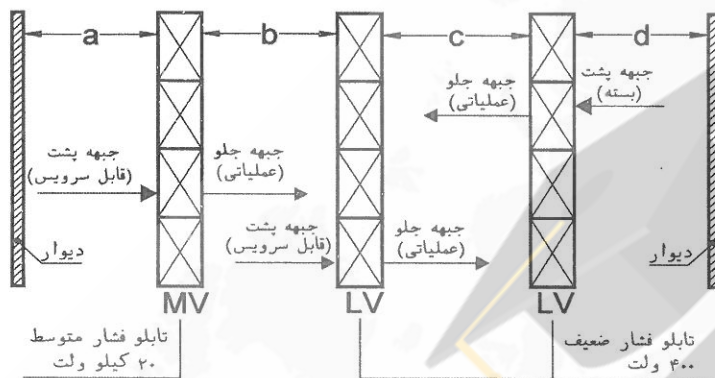 a b c d
جبهه پشت
(بسته)
جبهه جلو
(عملیاتی)
جبهه جلو
(عملیاتی)
جبهه پشت
(قابل سرویس)
جبهه جلو
(عملیاتی)
جبهه پشت
(قابل سرویس)
دیوار
دیوار
MV LV LV
تابلو فشار متوسط
۲۰ کیلو ولت
تابلو فشار ضعیف
۴۰۰ ولت